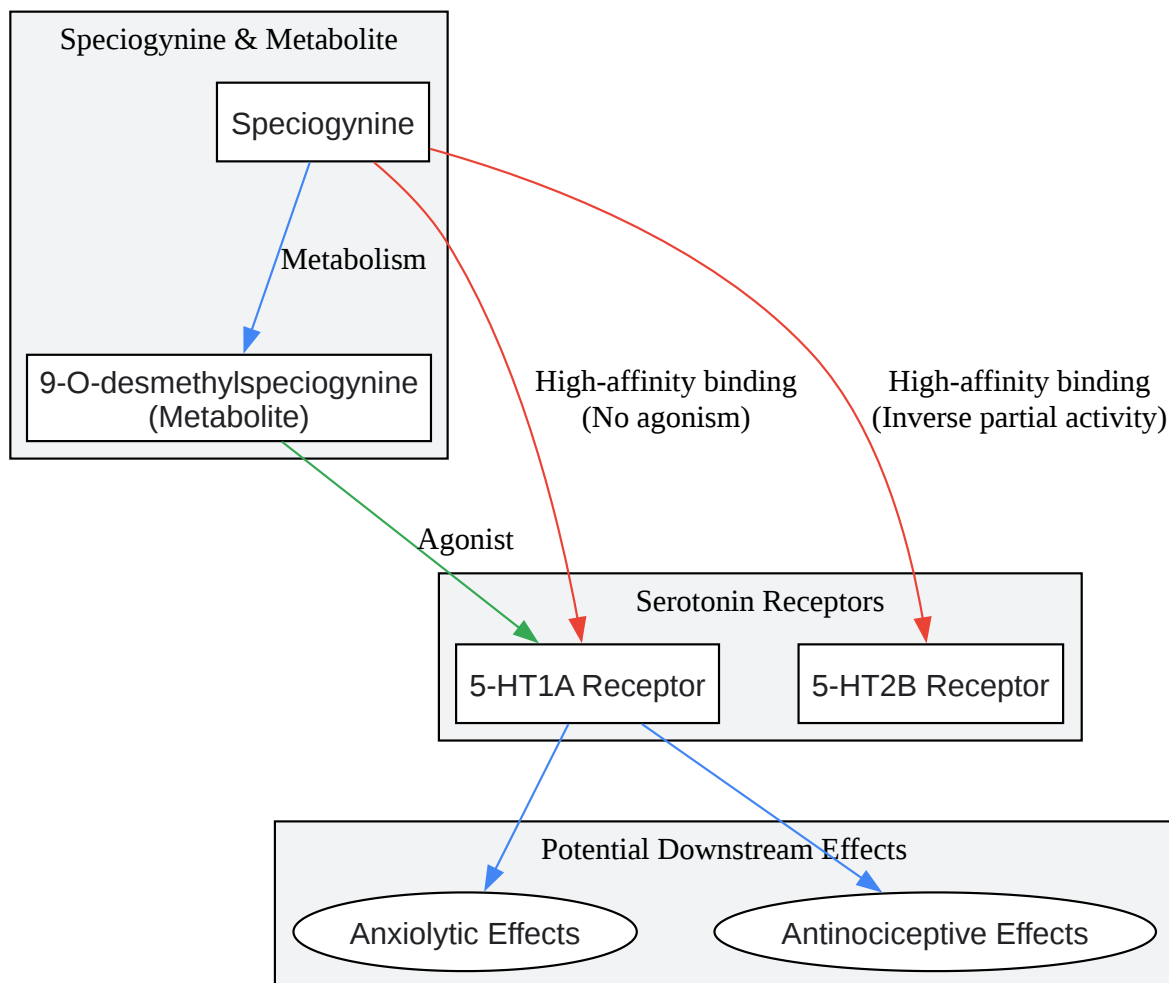 Speciogynine & Metabolite
Speciogynine
Metabolism
9-O-desmethylspeciogynine
(Metabolite)
High-affinity binding
(No agonism)
High-affinity binding
(Inverse partial activity)
Agonist
Serotonin Receptors
5-HT1A Receptor
5-HT2B Receptor
Potential Downstream Effects
Anxiolytic Effects
Antinociceptive Effects